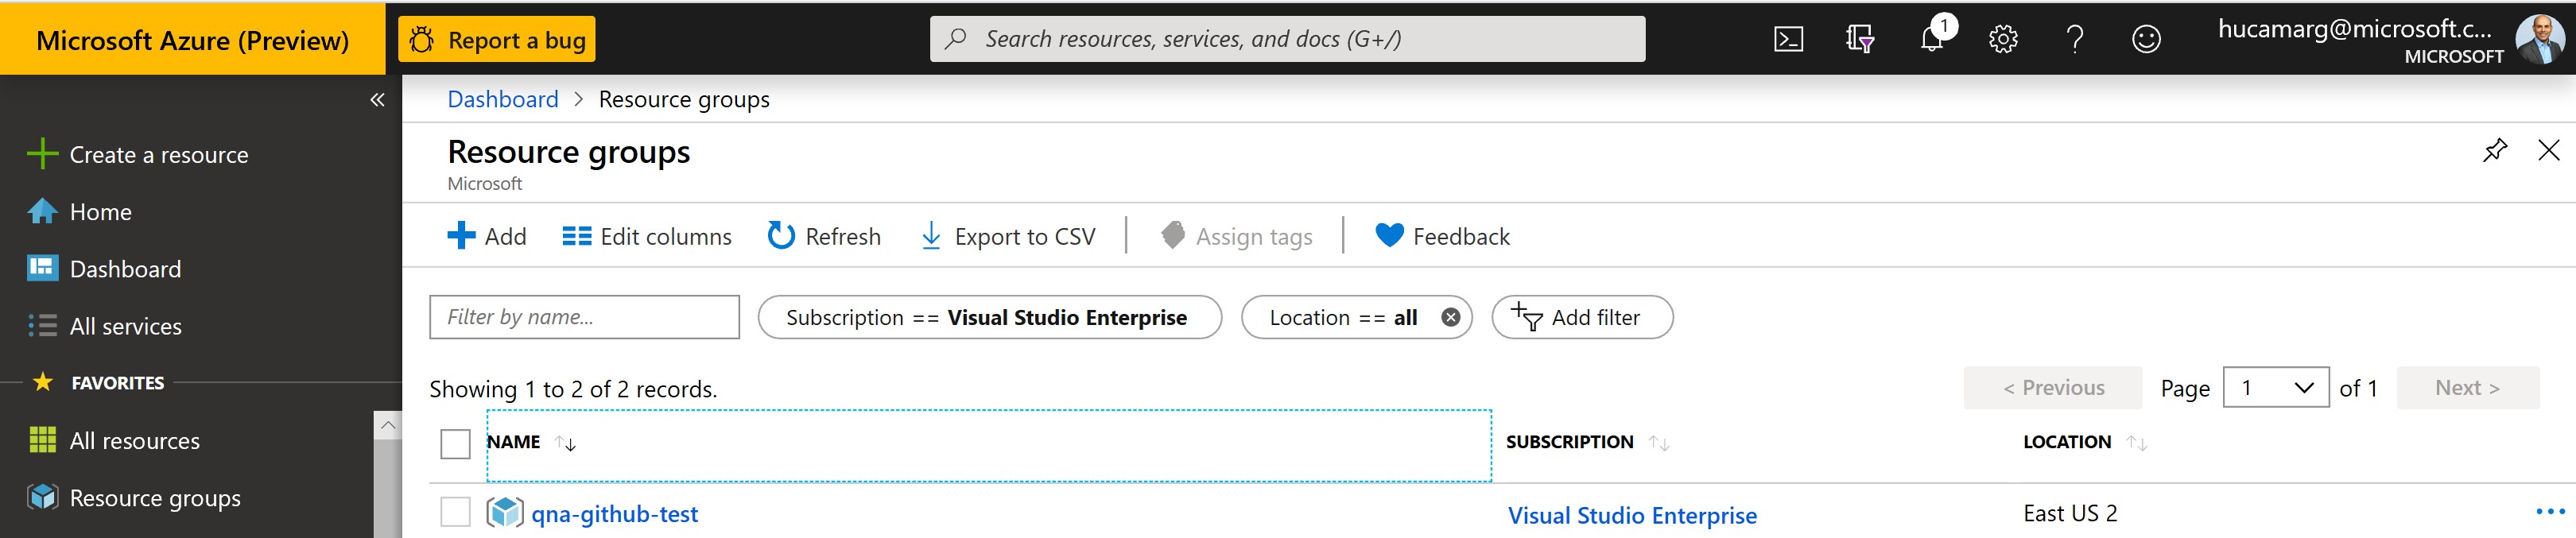 Microsoft Azure (Preview)
Report a bug
Search resources, services, and docs (G+/)
1
hucamarg@microsoft.c...
MICROSOFT
Dashboard > Resource groups
Create a resource
Home
Dashboard
All services
FAVORITES
All resources
Resource groups
Resource groups
Microsoft
Add
Edit columns
Refresh
Export to CSV
Assign tags
Feedback
Filter by name...
Subscription == Visual Studio Enterprise
Location == all
Add filter
Showing 1 to 2 of 2 records.
< Previous
Page 1 of 1
Next >
NAME
SUBSCRIPTION
LOCATION
qna-github-test
Visual Studio Enterprise
East US 2